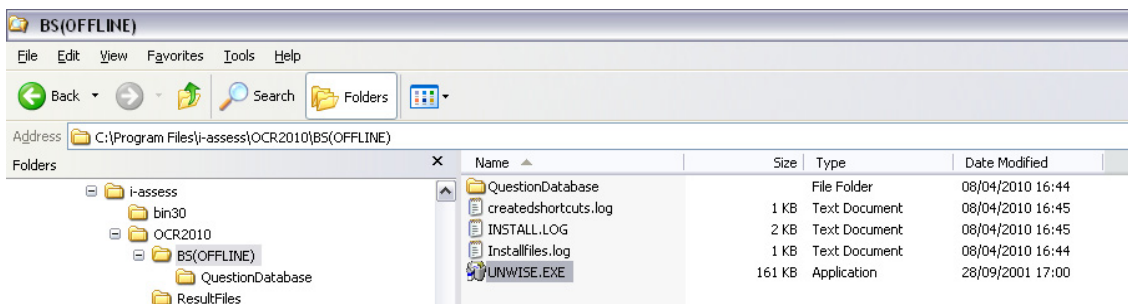 BS(OFFLINE)
File Edit View Favorites Tools Help
Back Search Folders
Address C:\Program Files\i-assess\OCR2010\BS(OFFLINE)
Folders
i-assess
bin30
OCR2010
BS(OFFLINE)
QuestionDatabase
ResultFiles
Name Size Type Date Modified
QuestionDatabase File Folder 08/04/2010 16:44
createdshortcuts.log 1 KB Text Document 08/04/2010 16:45
INSTALL.LOG 2 KB Text Document 08/04/2010 16:45
Installfiles.log 1 KB Text Document 08/04/2010 16:44
UNWISE.EXE 161 KB Application 28/09/2001 17:00